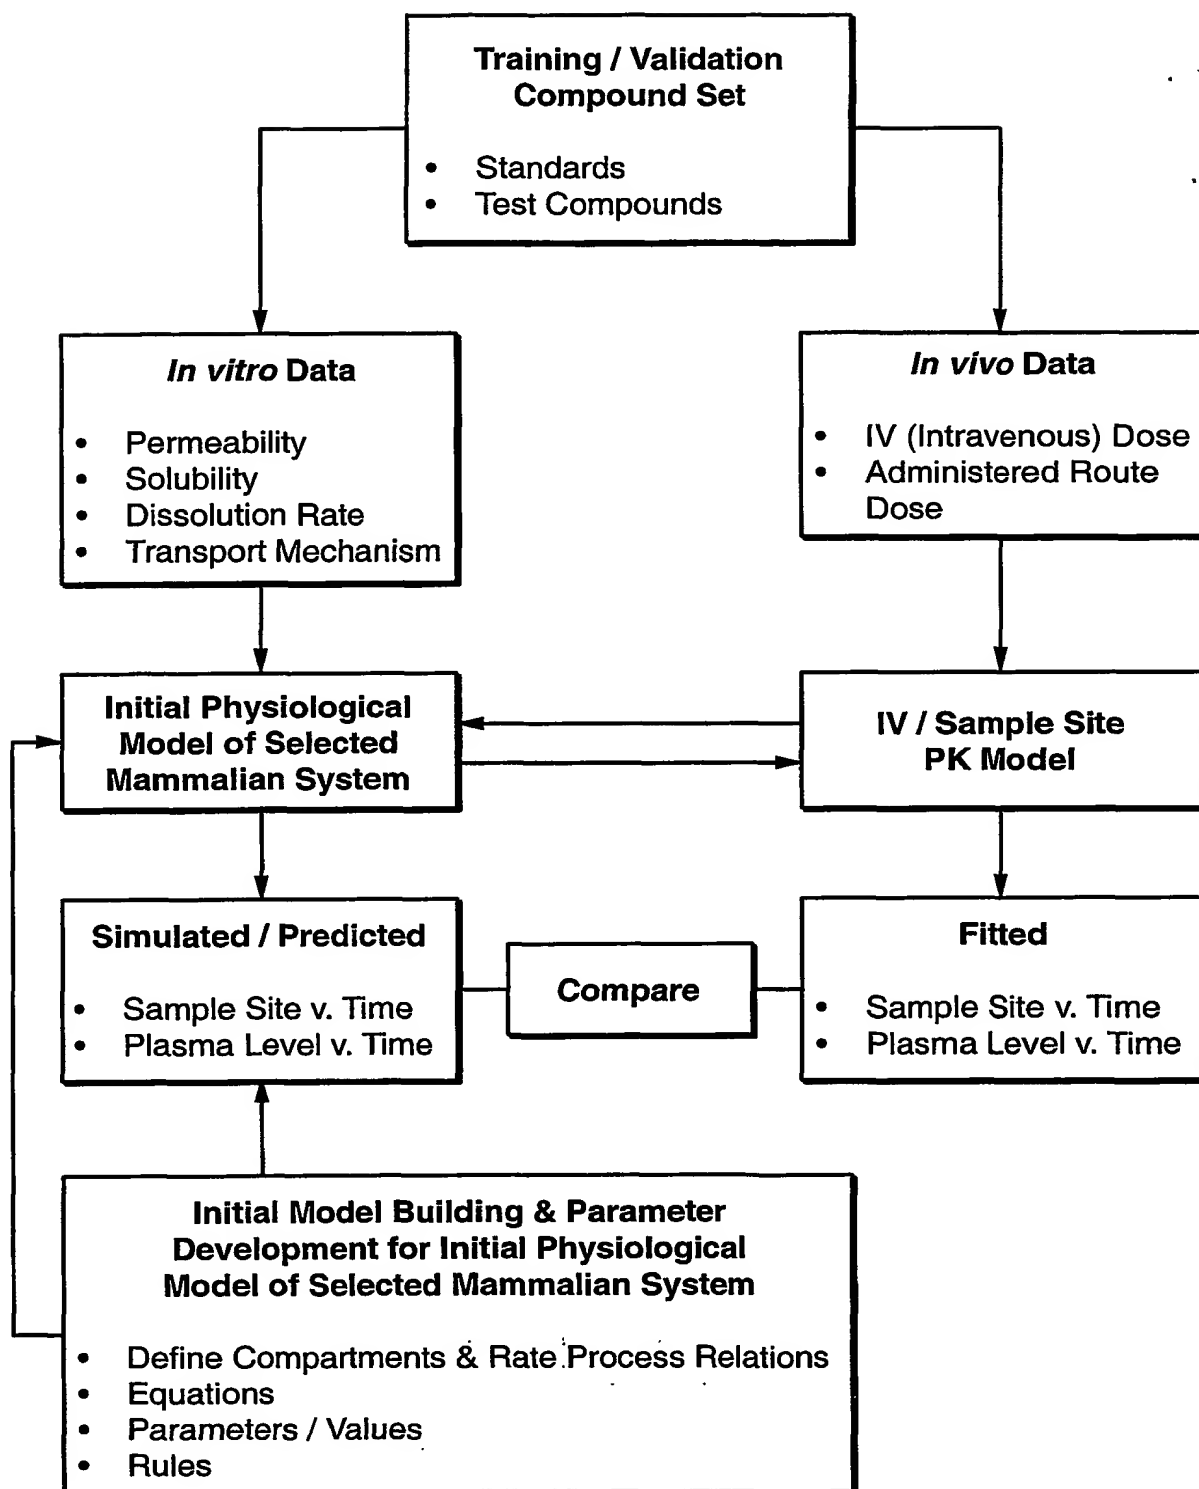 Training / Validation
Compound Set
• Standards
• Test Compounds
In vitro Data
• Permeability
• Solubility
• Dissolution Rate
• Transport Mechanism
In vivo Data
• IV (Intravenous) Dose
• Administered Route
Dose
Initial Physiological
Model of Selected
Mammalian System
IV / Sample Site
PK Model
Simulated / Predicted
• Sample Site v. Time
• Plasma Level v. Time
Compare
Fitted
• Sample Site v. Time
• Plasma Level v. Time
Initial Model Building & Parameter
Development for Initial Physiological
Model of Selected Mammalian System
• Define Compartments & Rate Process Relations
• Equations
• Parameters / Values
• Rules